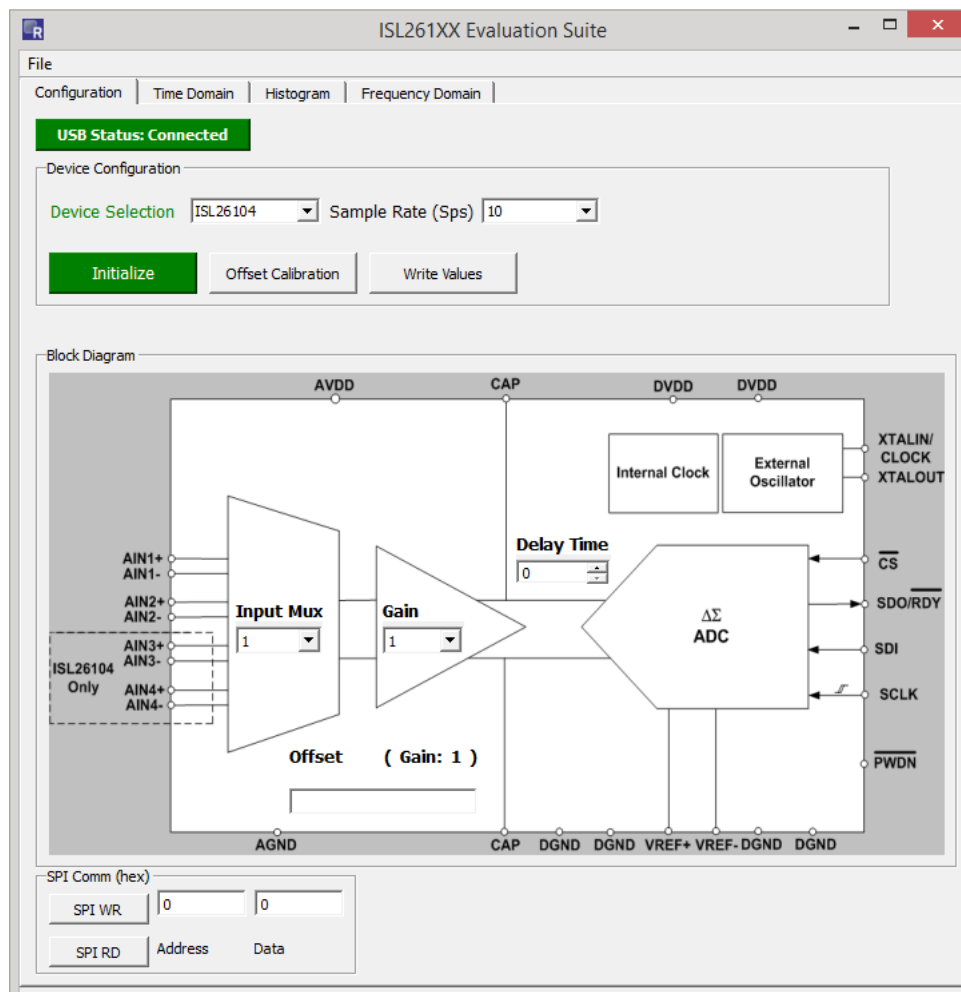 R
ISL261XX Evaluation Suite
File
Configuration Time Domain Histogram Frequency Domain
USB Status: Connected
Device Configuration
Device Selection ISL26104 Sample Rate (Sps) 10
Initialize Offset Calibration Write Values
Block Diagram
AVDD CAP DVDD DVDD
Internal Clock
External
Oscillator
XTALIN/
CLOCK
XTALOUT
AIN1+
AIN1-
AIN2+
AIN2-
AIN3+
AIN3-
AIN4+
AIN4-
ISL26104
Only
Input Mux
1
Gain
1
Delay Time
0
ΔΣ
ADC
CS
SDO/RDY
SDI
SCLK
PWDN
Offset ( Gain: 1 )
AGND CAP DGND DGND VREF+ VREF- DGND DGND
SPI Comm (hex)
SPI WR 0 0
SPI RD Address Data